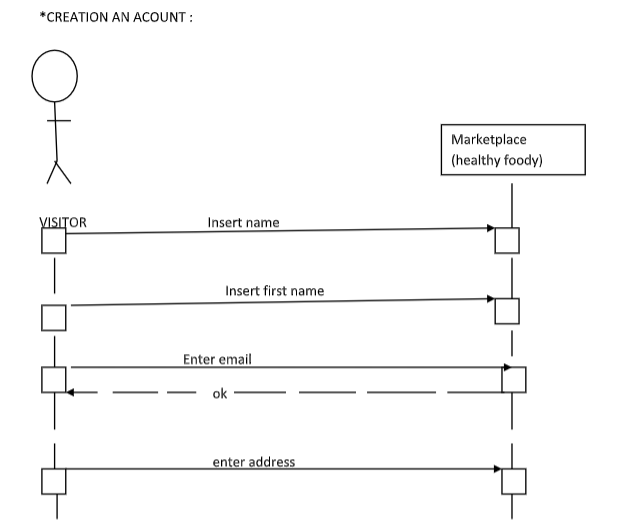 *CREATION AN ACOUNT :
Marketplace
(healthy foody)
VISITOR
Insert name
Insert first name
Enter email
ok
enter address